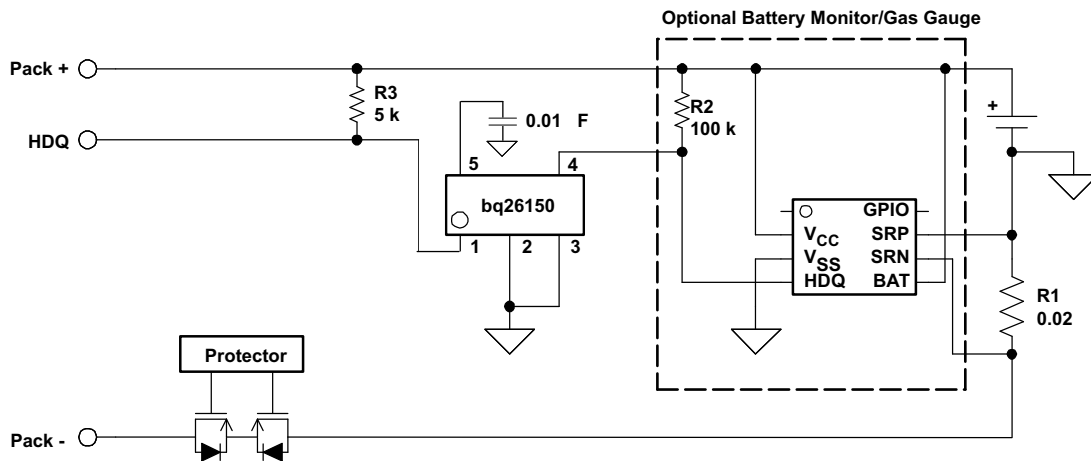 Optional Battery Monitor/Gas Gauge
Pack +
R3
5 k
HDQ
0.01 F
R2
100 k
+
5
4
bq26150
1
2
3
GPIO
VCC
SRP
VSS
SRN
HDQ
BAT
R1
0.02
Protector
Pack -